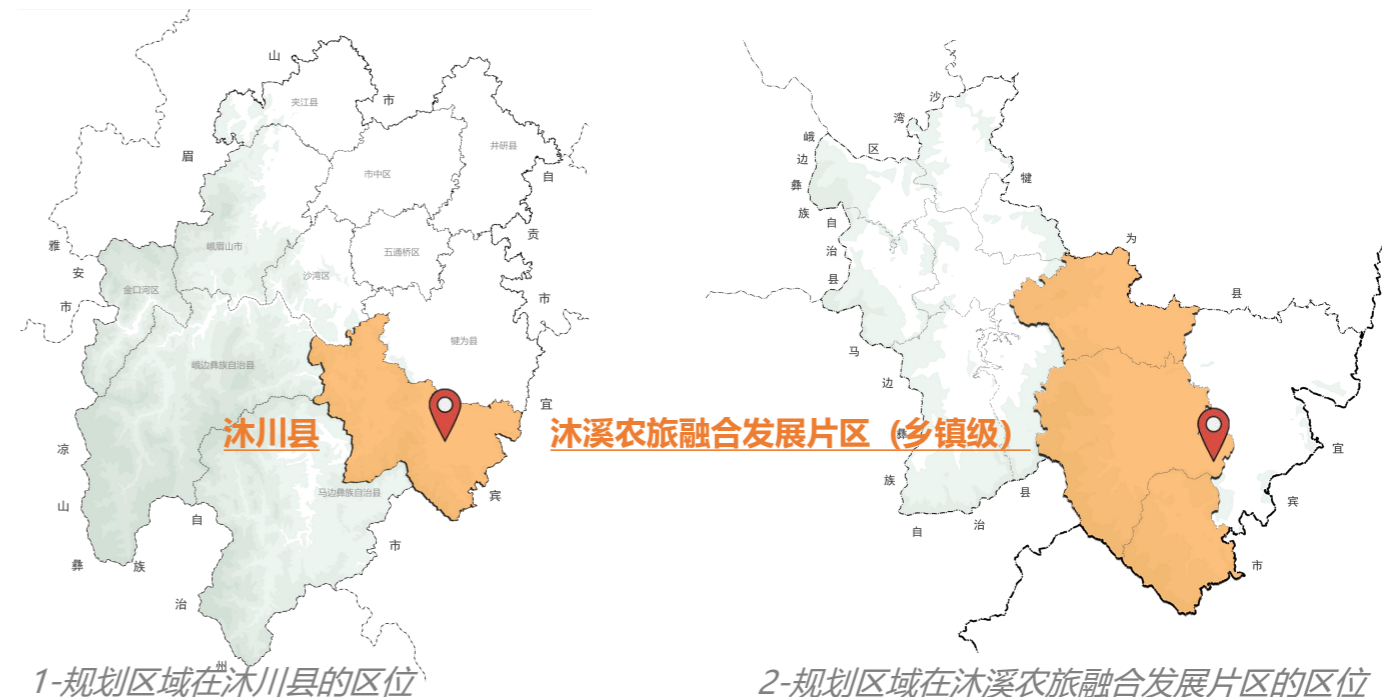 山
市
夹江县
井研县
眉
市中区
自
贡
峨眉山市
五通桥区
雅
安
市
沙湾区
金口河区
市
犍为县
峨边彝族自治县
宜
沐川县
凉
马边彝族自治县
宾
山
自
市
彝
族
治
州
1-规划区域在沐川县的区位
沙
湾
区
峨
边
彝
族
自
治
县
犍
为
县
马
边
彝
族
自
治
县
沐溪农旅融合发展片区（乡镇级）
宜
宾
市
2-规划区域在沐溪农旅融合发展片区的区位